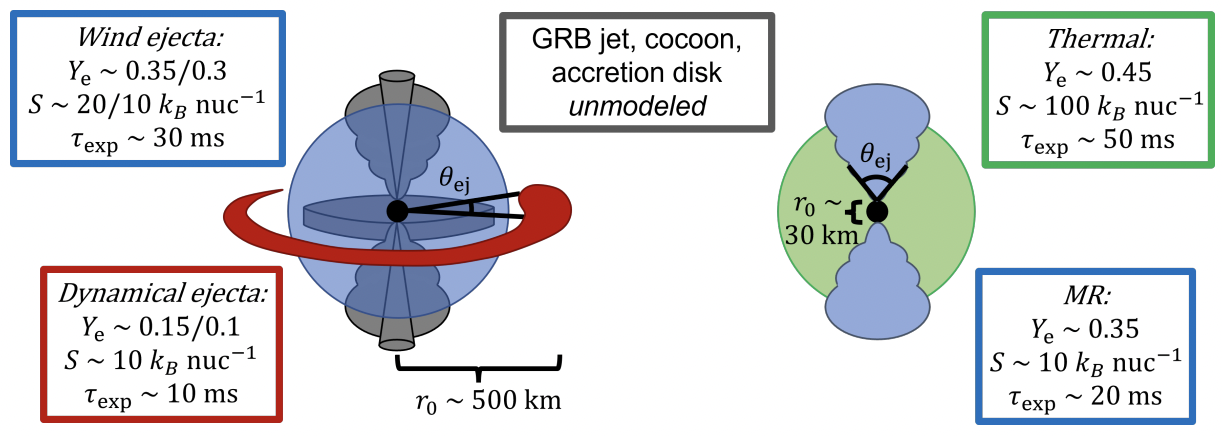 Wind ejecta:
Yₑ ~ 0.35/0.3
S ~ 20/10 k_B nuc⁻¹
τ_exp ~ 30 ms
GRB jet, cocoon,
accretion disk
unmodeled
Thermal:
Yₑ ~ 0.45
S ~ 100 k_B nuc⁻¹
τ_exp ~ 50 ms
θ_ej
θ_ej
r₀ ~
30 km
Dynamical ejecta:
Yₑ ~ 0.15/0.1
S ~ 10 k_B nuc⁻¹
τ_exp ~ 10 ms
r₀ ~ 500 km
MR:
Yₑ ~ 0.35
S ~ 10 k_B nuc⁻¹
τ_exp ~ 20 ms